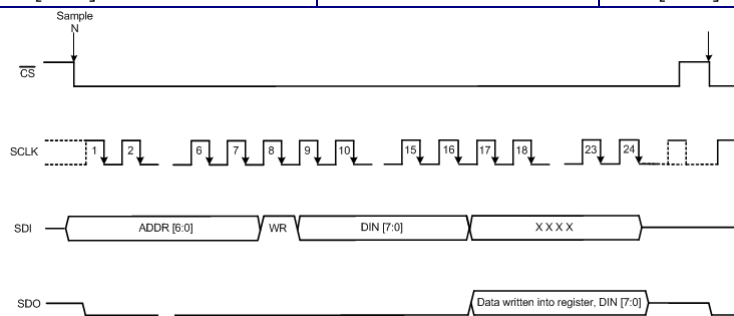 Sample
N
CS
SCLK
1 2 6 7 8 9 10 15 16 17 18 23 24
SDI
ADDR [6:0]
WR
DIN [7:0]
X X X X
SDO
Data written into register, DIN [7:0]